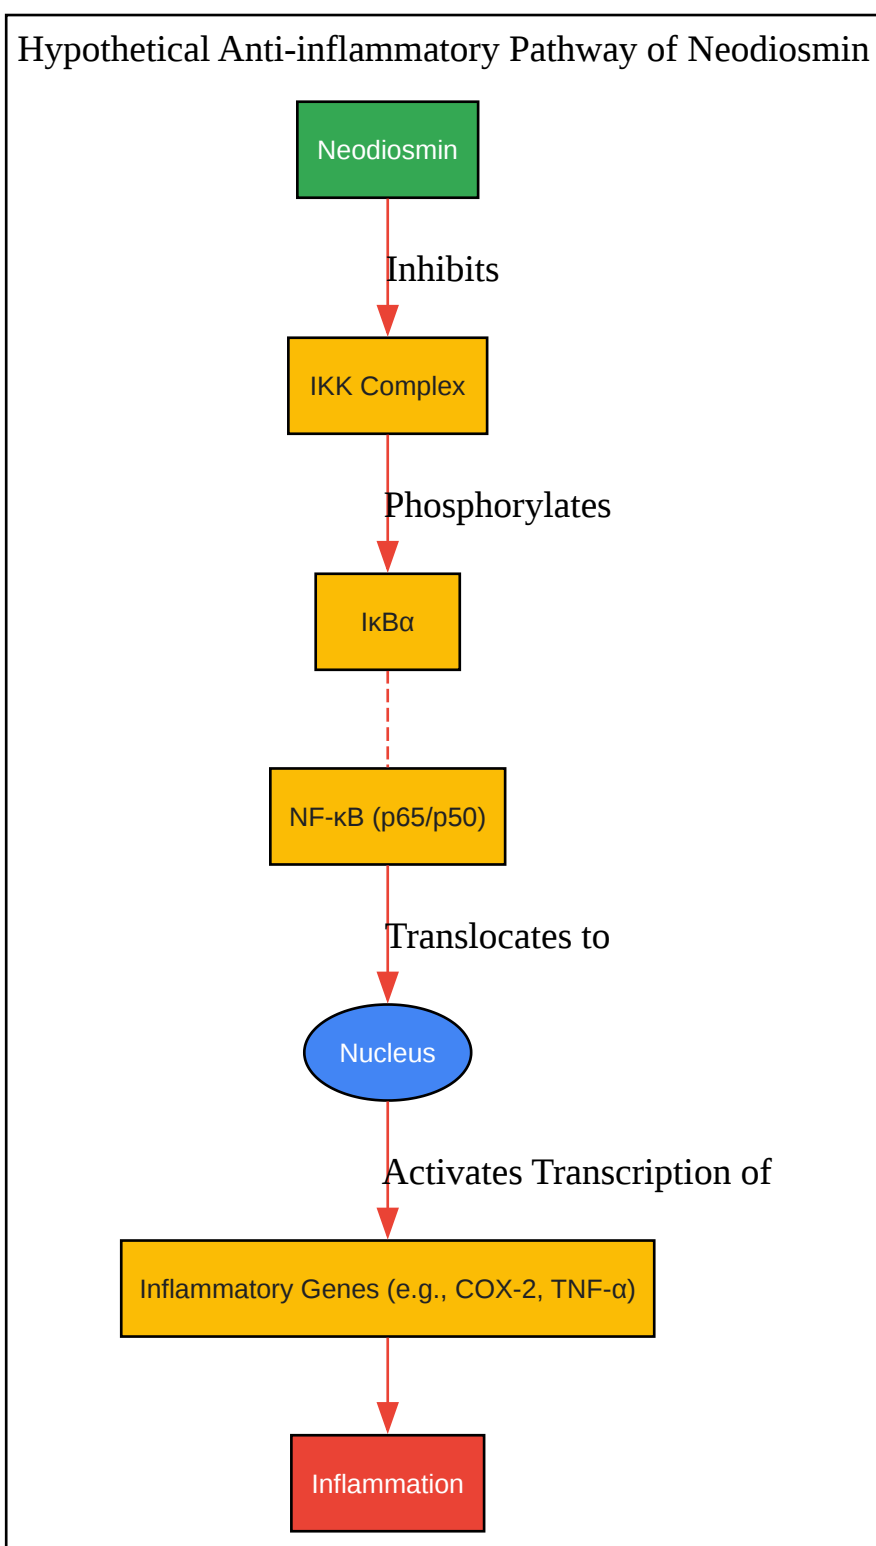 Hypothetical Anti-inflammatory Pathway of Neodiosmin
Neodiosmin
Inhibits
IKK Complex
Phosphorylates
IκBα
NF-κB (p65/p50)
Translocates to
Nucleus
Activates Transcription of
Inflammatory Genes (e.g., COX-2, TNF-α)
Inflammation